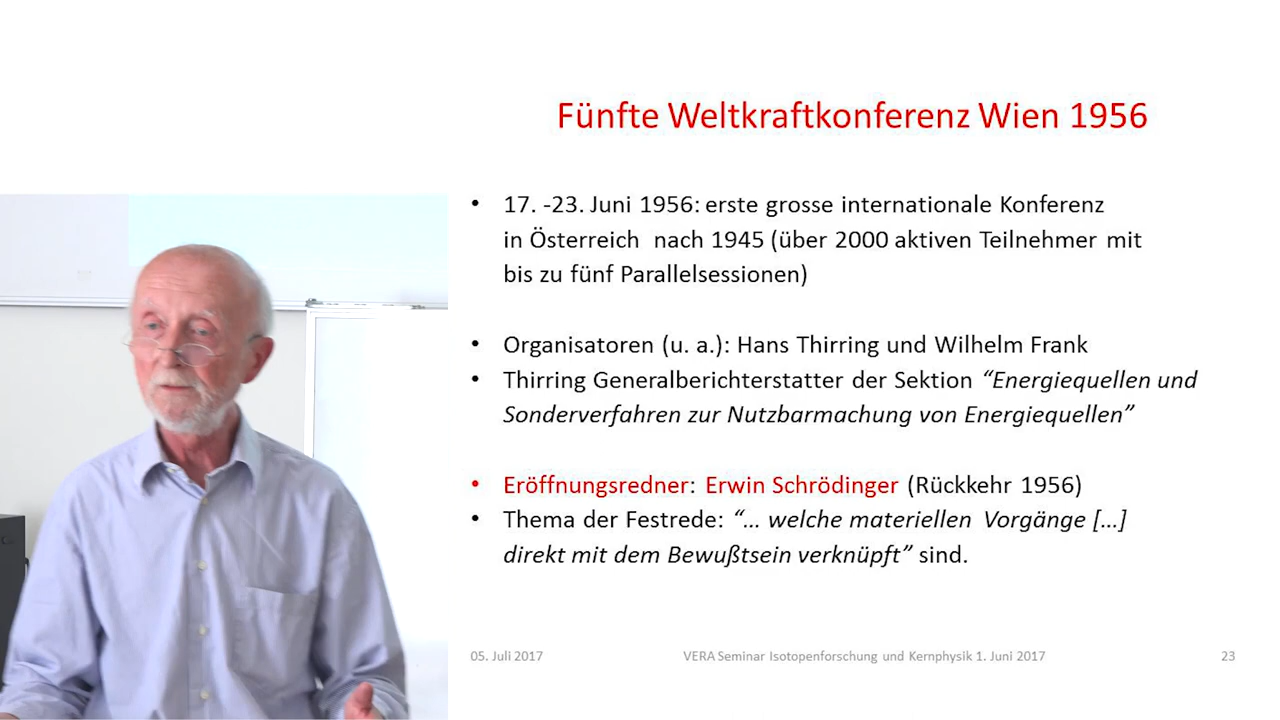 Fünfte Weltkraftkonferenz Wien 1956
• 17. -23. Juni 1956: erste grosse internationale Konferenz
in Österreich nach 1945 (über 2000 aktiven Teilnehmer mit
bis zu fünf Parallelsessionen)
• Organisatoren (u. a.): Hans Thirring und Wilhelm Frank
• Thirring Generalberichterstatter der Sektion “Energiequellen und
Sonderverfahren zur Nutzbarmachung von Energiequellen”
• Eröffnungsredner: Erwin Schrödinger (Rückkehr 1956)
• Thema der Festrede: “... welche materiellen Vorgänge [...]
direkt mit dem Bewußtsein verknüpft” sind.
05. Juli 2017
VERA Seminar Isotopenforschung und Kernphysik 1. Juni 2017
23